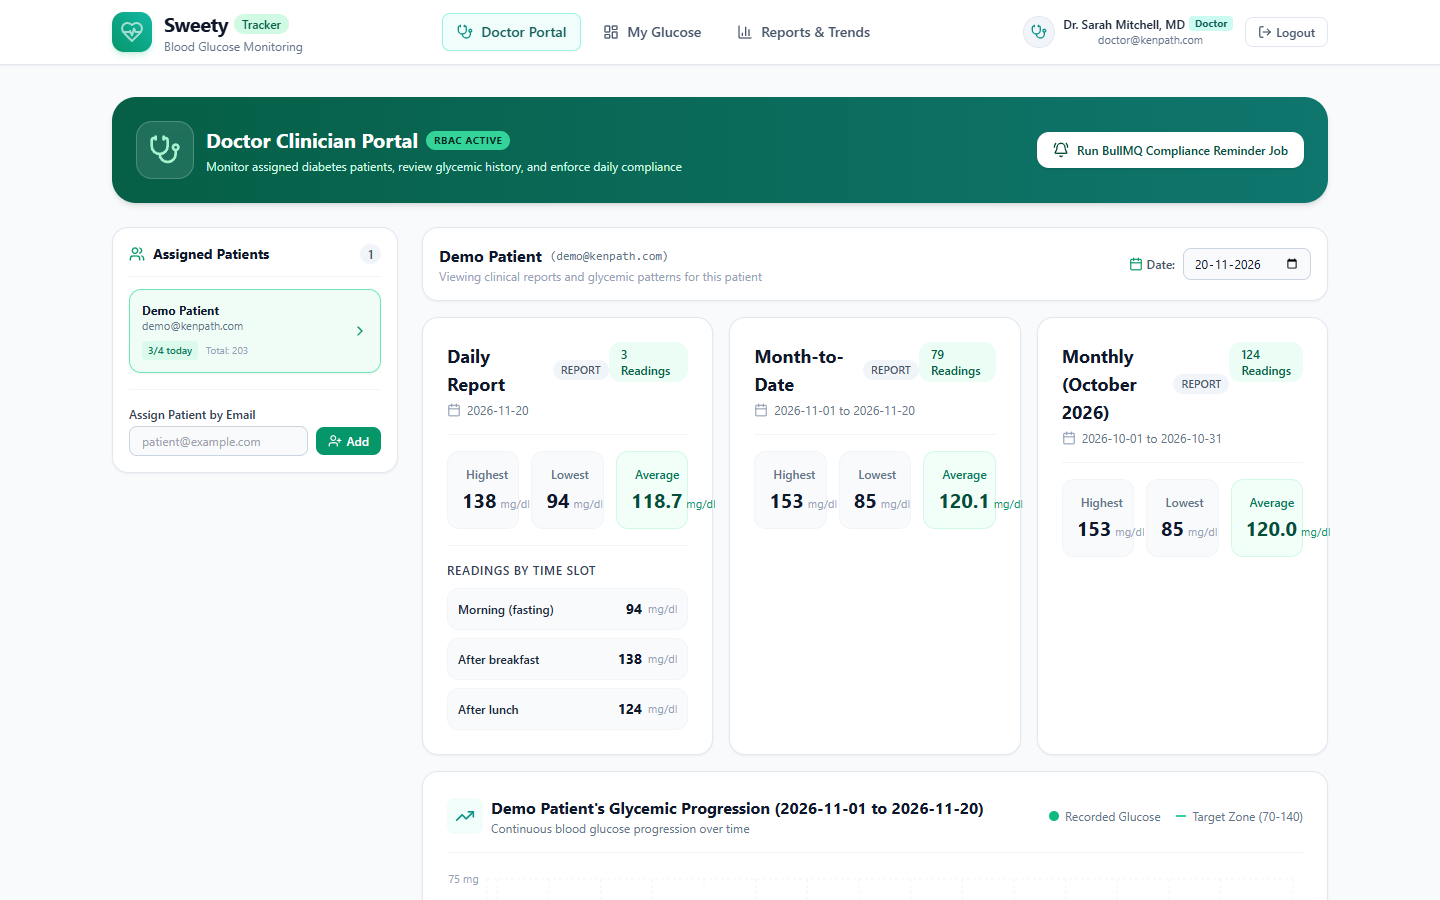 Sweety Tracker
Blood Glucose Monitoring
Doctor Portal
My Glucose
Reports & Trends
Dr. Sarah Mitchell, MD Doctor
doctor@kenpath.com
Logout
Doctor Clinician Portal RBAC ACTIVE
Monitor assigned diabetes patients, review glycemic history, and enforce daily compliance
Run BullMQ Compliance Reminder Job
Assigned Patients 1
Demo Patient
demo@kenpath.com
3/4 today Total: 203
Assign Patient by Email
patient@example.com
Add
Demo Patient (demo@kenpath.com)
Viewing clinical reports and glycemic patterns for this patient
Date: 20-11-2026
Daily
Report
REPORT
3
Readings
2026-11-20
Highest
138 mg/dl
Lowest
94 mg/dl
Average
118.7 mg/dl
READINGS BY TIME SLOT
Morning (fasting) 94 mg/dl
After breakfast 138 mg/dl
After lunch 124 mg/dl
Month-to-
Date
REPORT
79
Readings
2026-11-01 to 2026-11-20
Highest
153 mg/dl
Lowest
85 mg/dl
Average
120.1 mg/dl
Monthly
(October
2026)
REPORT
124
Readings
2026-10-01 to 2026-10-31
Highest
153 mg/dl
Lowest
85 mg/dl
Average
120.0 mg/dl
Demo Patient's Glycemic Progression (2026-11-01 to 2026-11-20)
Continuous blood glucose progression over time
Recorded Glucose
Target Zone (70-140)
75 mg